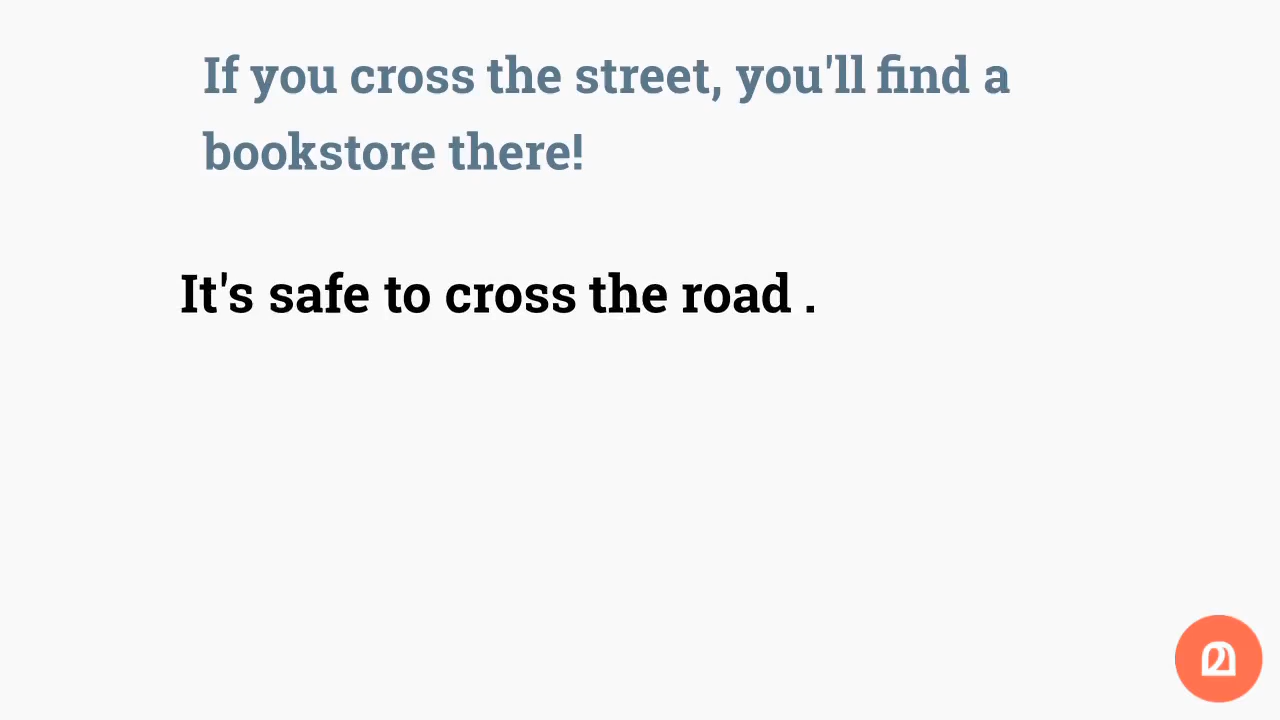 If you cross the street, you'll find a
bookstore there!
It's safe to cross the road .
മ